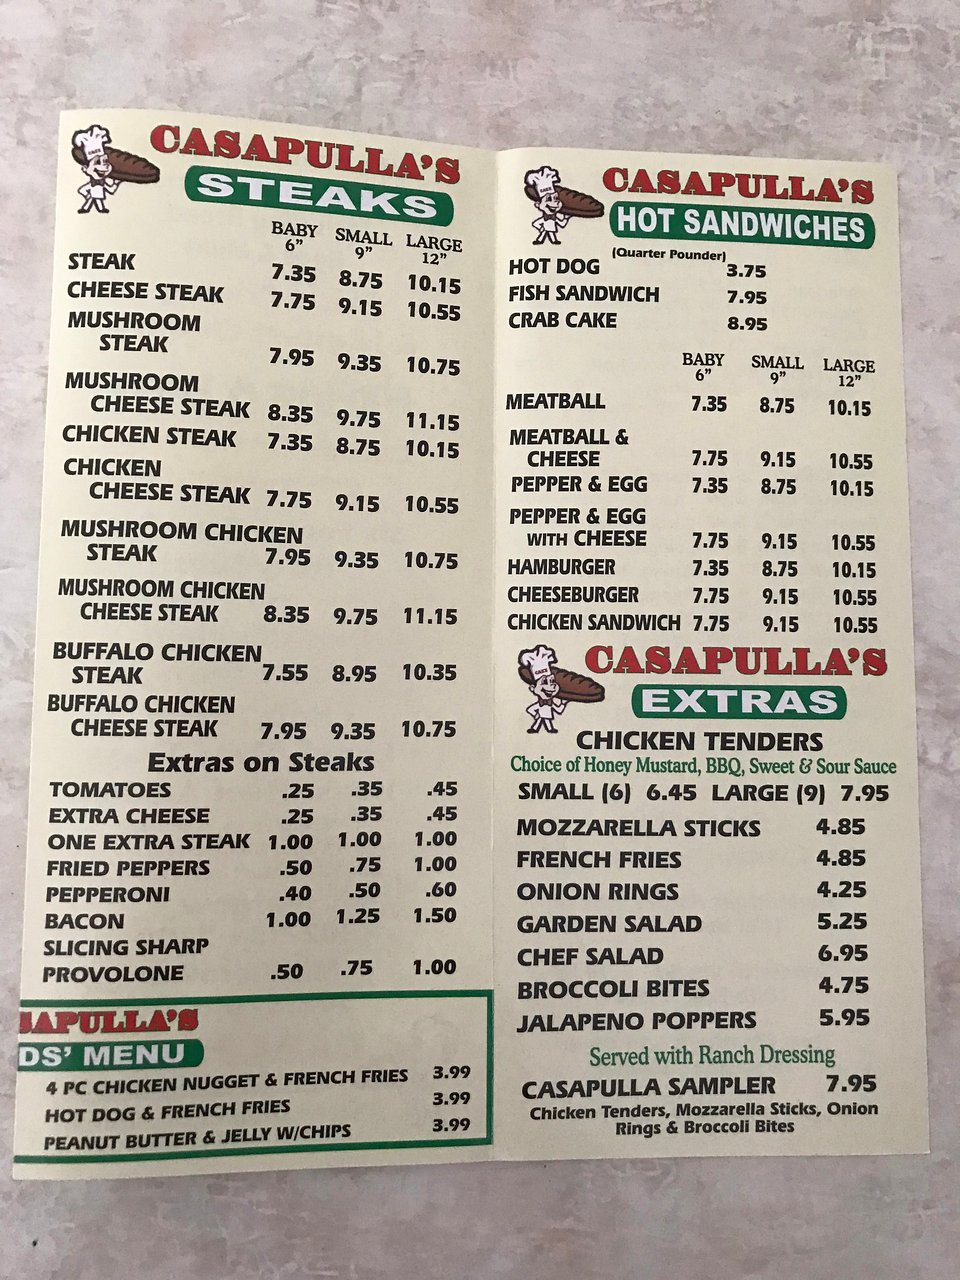 CASAPULLA'S
STEAKS
BABY SMALL LARGE
6" 9" 12"
STEAK 7.35 8.75 10.15
CHEESE STEAK 7.75 9.15 10.55
MUSHROOM
STEAK 7.95 9.35 10.75
MUSHROOM
CHEESE STEAK 8.35 9.75 11.15
CHICKEN STEAK 7.35 8.75 10.15
CHICKEN
CHEESE STEAK 7.75 9.15 10.55
MUSHROOM CHICKEN
STEAK 7.95 9.35 10.75
MUSHROOM CHICKEN
CHEESE STEAK 8.35 9.75 11.15
BUFFALO CHICKEN
STEAK 7.55 8.95 10.35
BUFFALO CHICKEN
CHEESE STEAK 7.95 9.35 10.75
Extras on Steaks
TOMATOES .25 .35 .45
EXTRA CHEESE .25 .35 .45
ONE EXTRA STEAK 1.00 1.00 1.00
FRIED PEPPERS .50 .75 1.00
PEPPERONI .40 .50 .60
BACON 1.00 1.25 1.50
SLICING SHARP
PROVOLONE .50 .75 1.00
SAPULLA'S
DS' MENU
4 PC CHICKEN NUGGET & FRENCH FRIES 3.99
HOT DOG & FRENCH FRIES 3.99
PEANUT BUTTER & JELLY W/CHIPS 3.99
CASAPULLA'S
HOT SANDWICHES
(Quarter Pounder)
HOT DOG 3.75
FISH SANDWICH 7.95
CRAB CAKE 8.95
BABY SMALL LARGE
6" 9" 12"
MEATBALL 7.35 8.75 10.15
MEATBALL &
CHEESE 7.75 9.15 10.55
PEPPER & EGG 7.35 8.75 10.15
PEPPER & EGG
WITH CHEESE 7.75 9.15 10.55
HAMBURGER 7.35 8.75 10.15
CHEESEBURGER 7.75 9.15 10.55
CHICKEN SANDWICH 7.75 9.15 10.55
CASAPULLA'S
EXTRAS
CHICKEN TENDERS
Choice of Honey Mustard, BBQ, Sweet & Sour Sauce
SMALL (6) 6.45 LARGE (9) 7.95
MOZZARELLA STICKS 4.85
FRENCH FRIES 4.85
ONION RINGS 4.25
GARDEN SALAD 5.25
CHEF SALAD 6.95
BROCCOLI BITES 4.75
JALAPENO POPPERS 5.95
Served with Ranch Dressing
CASAPULLA SAMPLER 7.95
Chicken Tenders, Mozzarella Sticks, Onion
Rings & Broccoli Bites